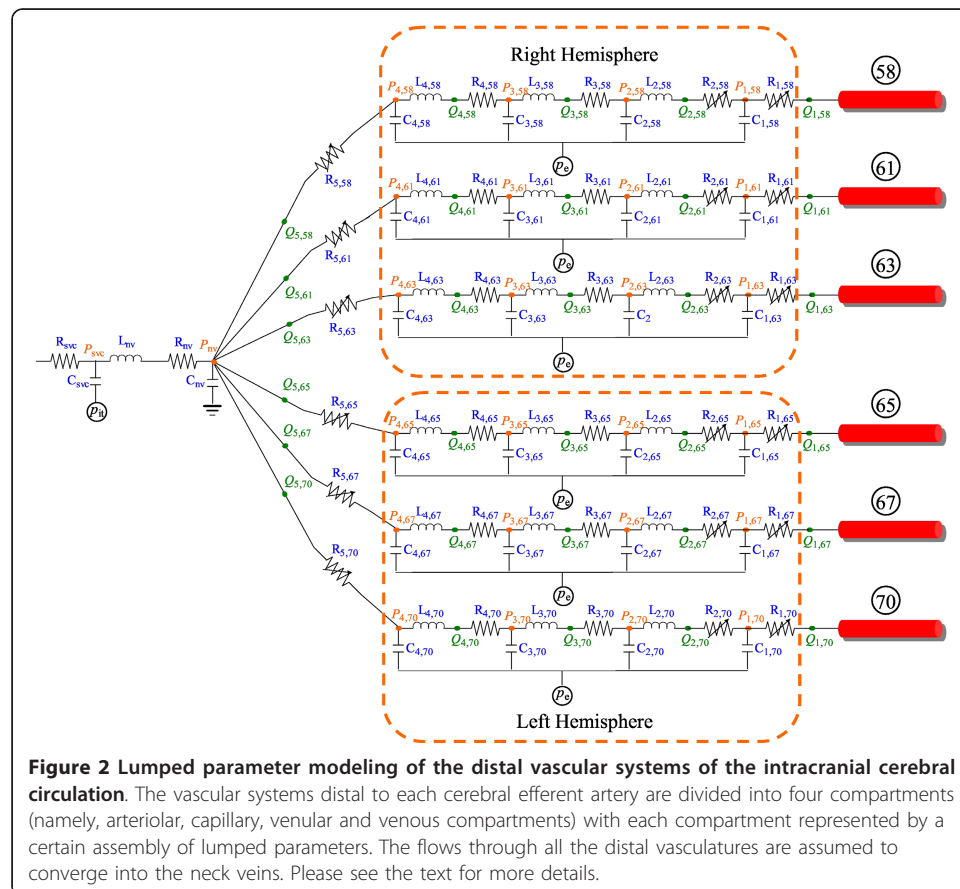 Right Hemisphere
58
P4,58 L4,58 R4,58 P3,58 L3,58 R3,58 P2,58 L2,58 R2,58 P1,58 R1,58
Q4,58 Q3,58 Q2,58 Q1,58
C4,58 C3,58 C2,58 C1,58
pe
R5,58
61
P4,61 L4,61 R4,61 P3,61 L3,61 R3,61 P2,61 L2,61 R2,61 P1,61 R1,61
Q4,61 Q3,61 Q2,61 Q1,61
C4,61 C3,61 C2,61 C1,61
Q5,58 R5,61
pe
63
P4,63 L4,63 R4,63 P3,63 L3,63 R3,63 P2,63 L2,63 R2,63 P1,63 R1,63
Q5,61
Q4,63 Q3,63 Q2,63 Q1,63
R5,63 C4,63 C3,63 C2 C1,63
Q5,63
pe
Rsvc Psvc Lnv Rnv Pnv
Csvc Cnv
pit
Q5,65 R5,65
65
P4,65 L4,65 R4,65 P3,65 L3,65 R3,65 P2,65 L2,65 R2,65 P1,65 R1,65
Q4,65 Q3,65 Q2,65 Q1,65
C4,65 C3,65 C2,65 C1,65
Q5,67
pe
Q5,70 R5,67
67
P4,67 L4,67 R4,67 P3,67 L3,67 R3,67 P2,67 L2,67 R2,67 P1,67 R1,67
Q4,67 Q3,67 Q2,67 Q1,67
C4,67 C3,67 C2,67 C1,67
R5,70
pe
70
P4,70 L4,70 R4,70 P3,70 L3,70 R3,70 P2,70 L2,70 R2,70 P1,70 R1,70
Q4,70 Q3,70 Q2,70 Q1,70
C4,70 C3,70 C2,70 C1,70
pe
Left Hemisphere
Figure 2 Lumped parameter modeling of the distal vascular systems of the intracranial cerebral
circulation. The vascular systems distal to each cerebral efferent artery are divided into four compartments
(namely, arteriolar, capillary, venular and venous compartments) with each compartment represented by a
certain assembly of lumped parameters. The flows through all the distal vasculatures are assumed to
converge into the neck veins. Please see the text for more details.